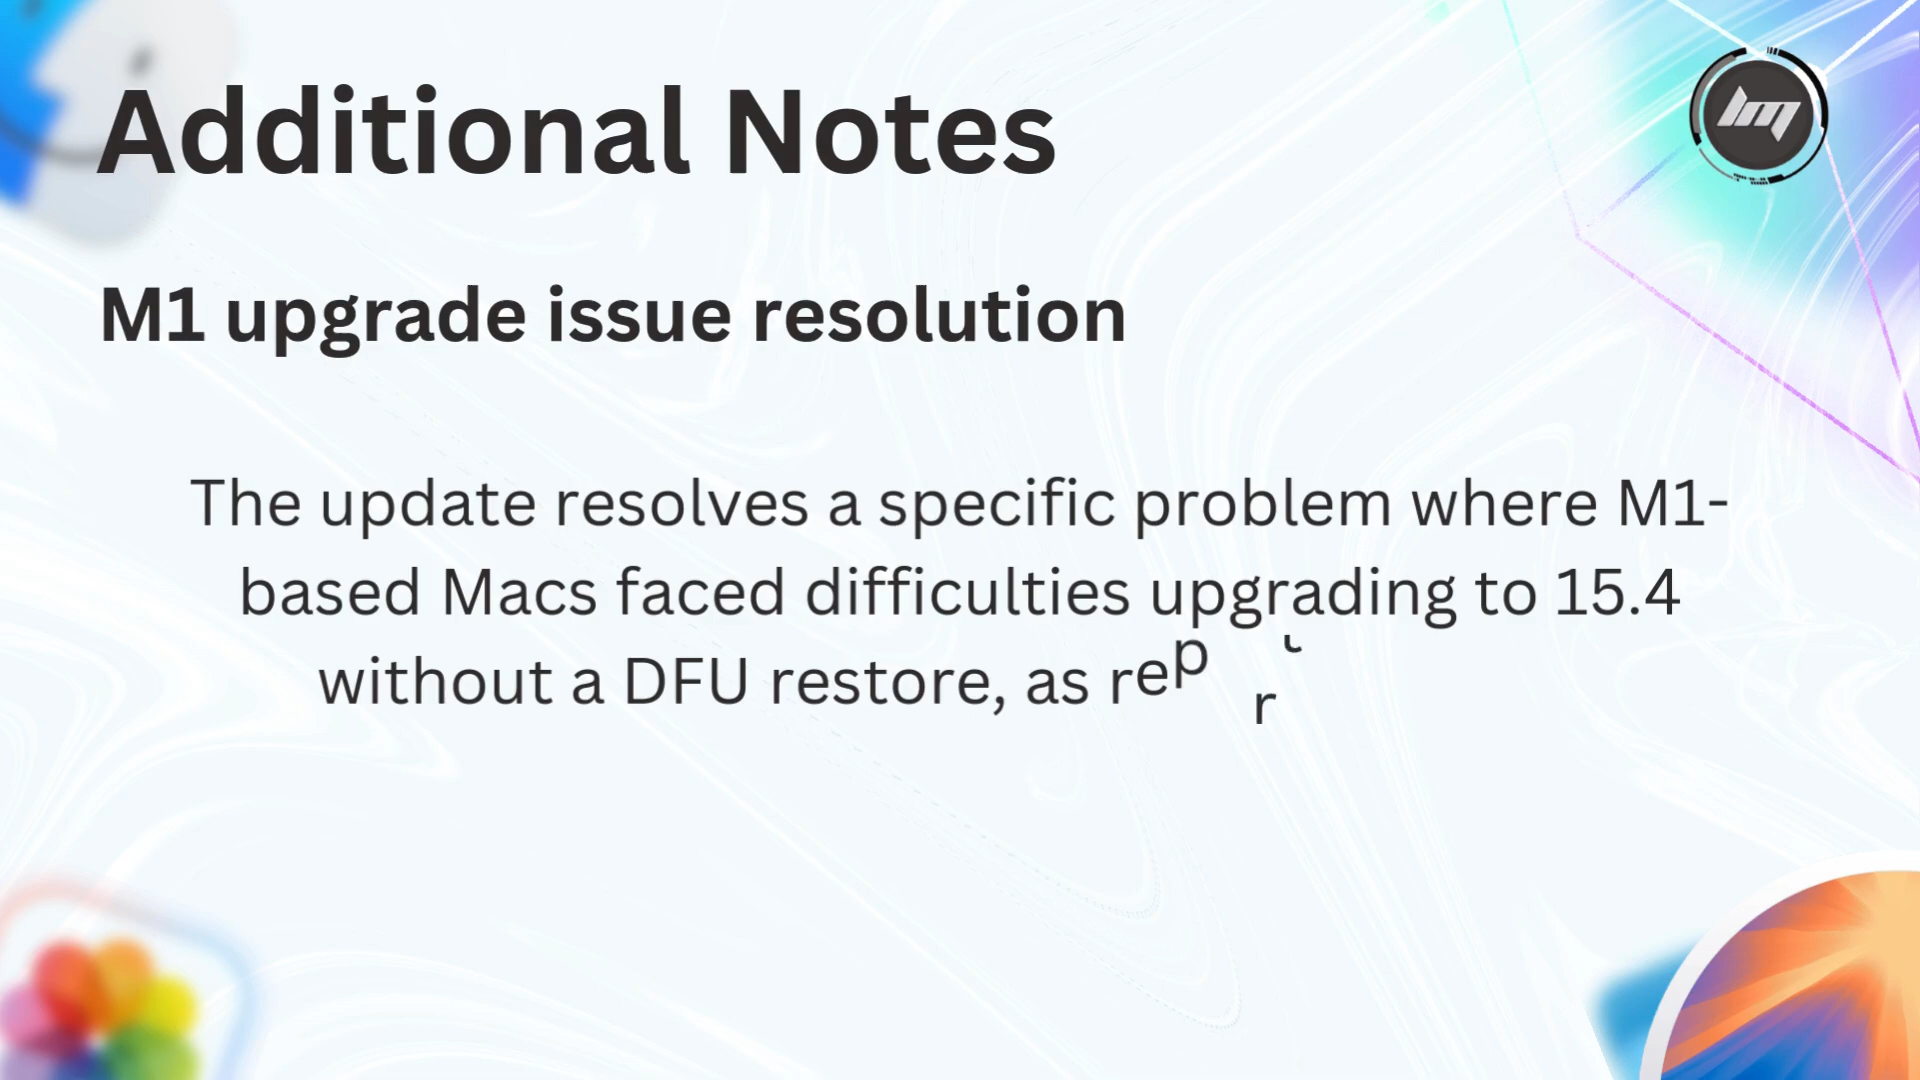 Additional Notes
M1 upgrade issue resolution
The update resolves a specific problem where M1-
based Macs faced difficulties upgrading to 15.4
without a DFU restore, as rep